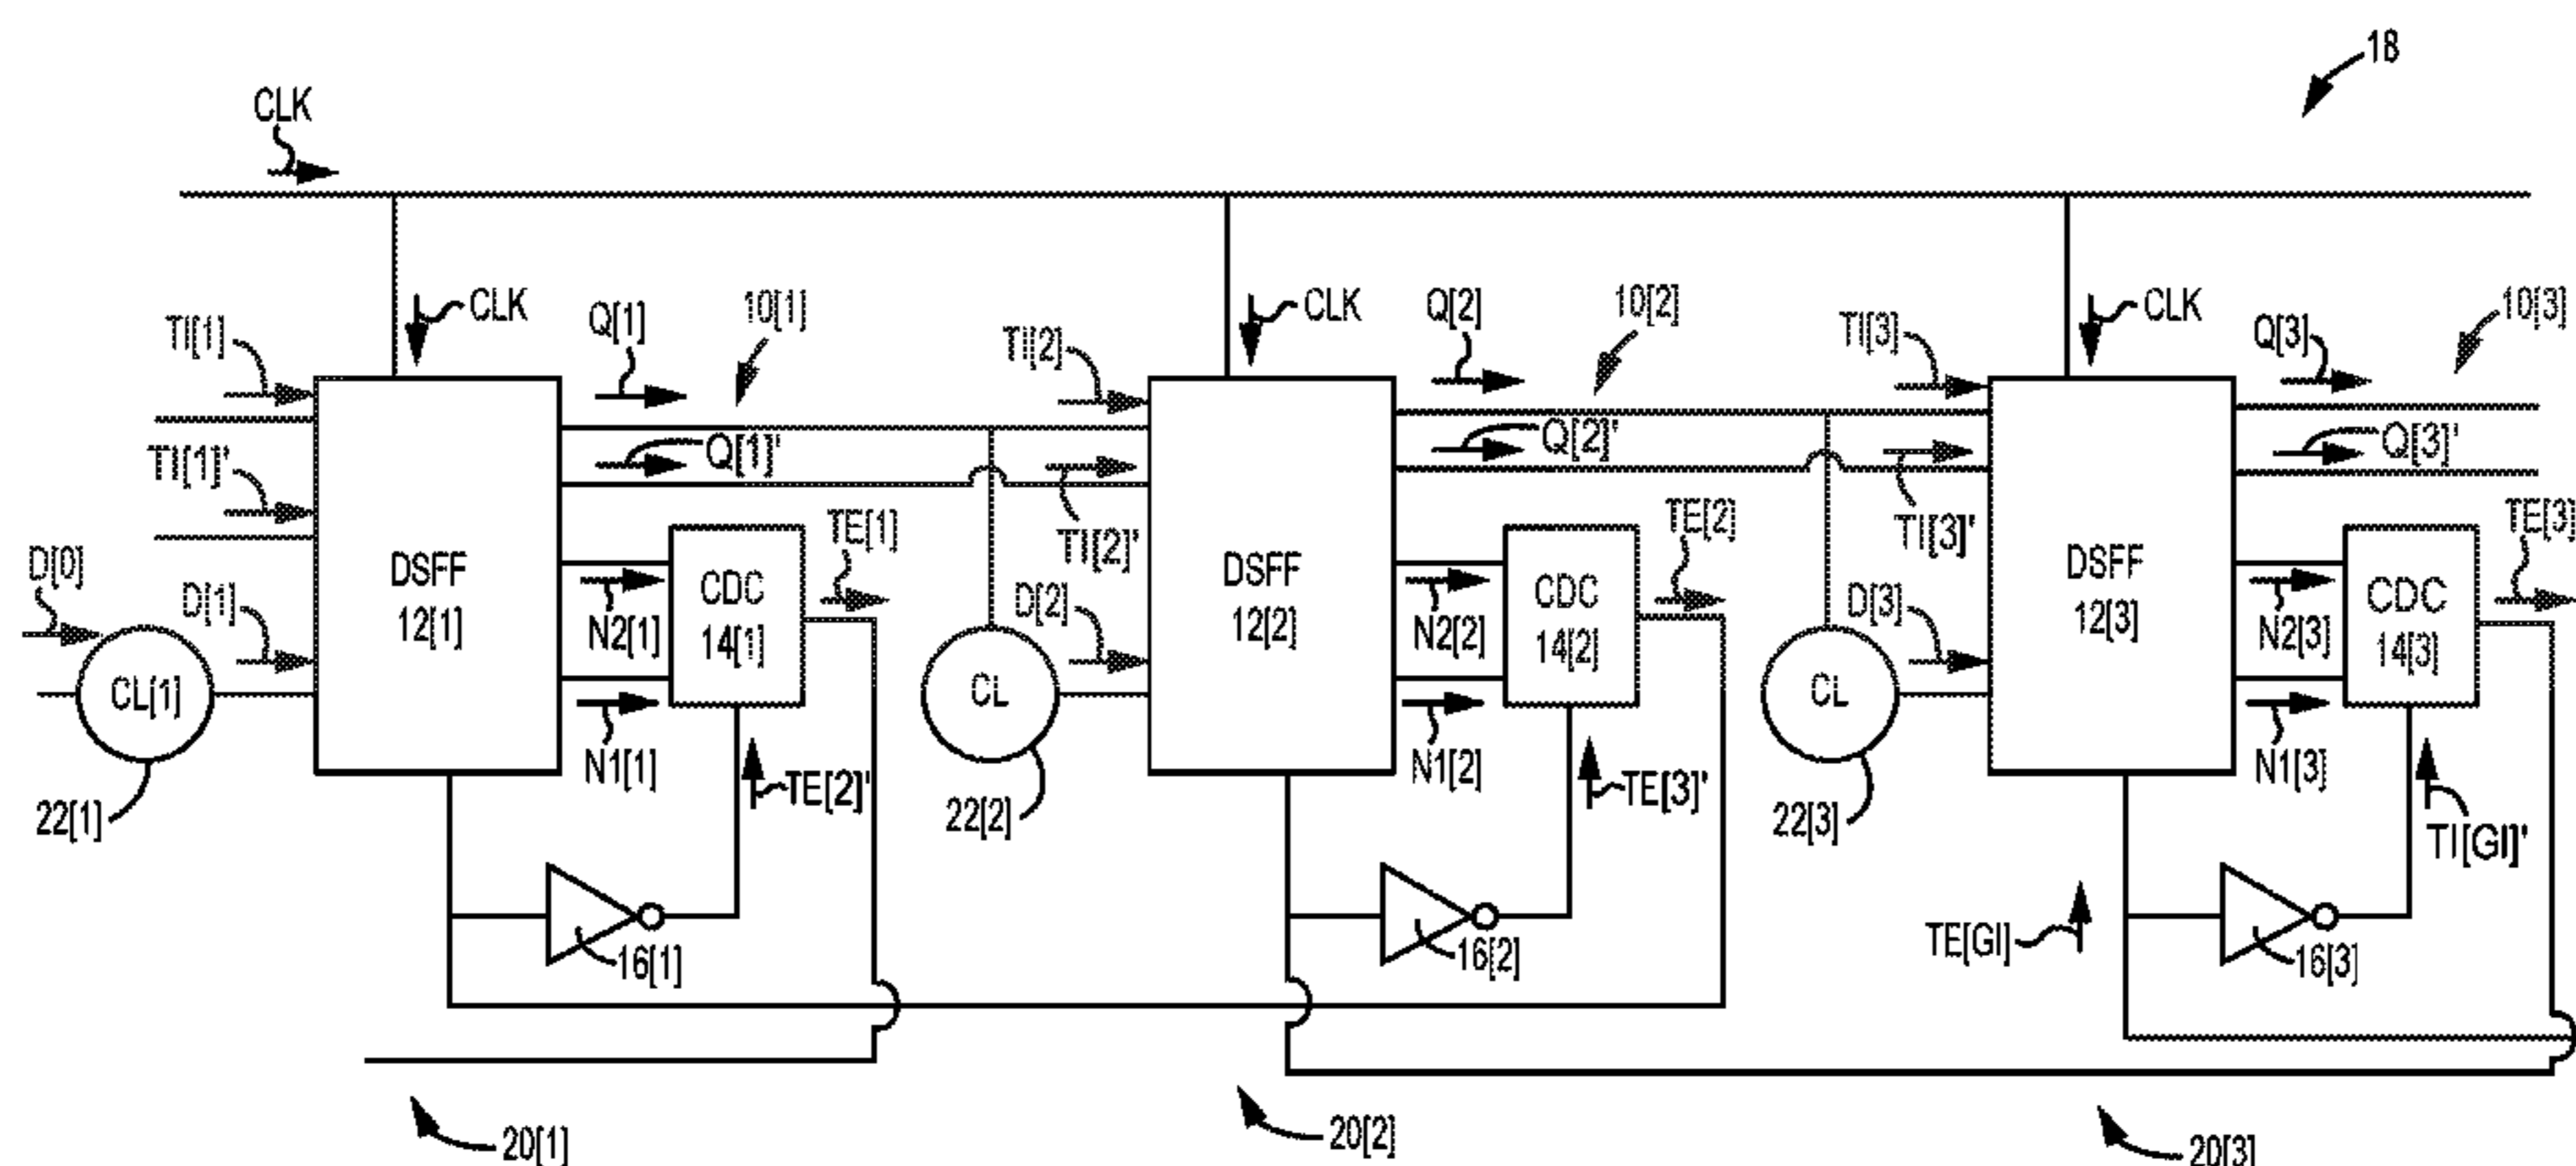 18
CLK
CLK
CLK
CLK
Q[1]
10[1]
Q[2]
10[2]
Q[3]
10[3]
TI[1]
TI[2]
TI[3]
TI[1]'
Q[1]'
Q[2]'
Q[3]'
TI[2]'
TI[3]'
TE[1]
TE[2]
TE[3]
D[0]
D[1]
D[2]
D[3]
DSFF
12[1]
DSFF
12[2]
DSFF
12[3]
CDC
14[1]
CDC
14[2]
CDC
14[3]
N2[1]
N2[2]
N2[3]
CL[1]
CL
CL
N1[1]
N1[2]
N1[3]
TE[2]'
TE[3]'
TI[GI]'
22[1]
22[2]
22[3]
16[1]
16[2]
16[3]
TE[GI]
20[1]
20[2]
20[3]